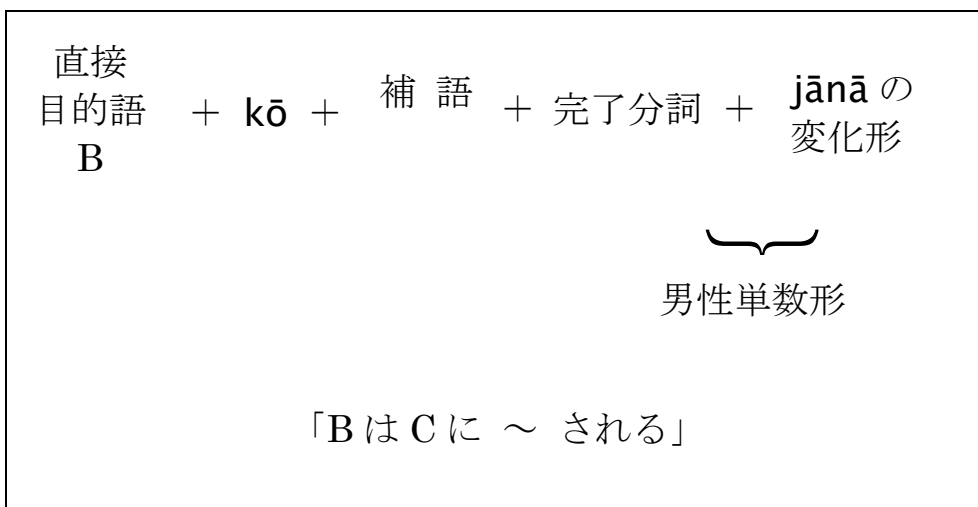 直接
目的語 + kō + 補 語 + 完了分詞 + jānā の
B 変化形
男性単数形
「B は C に ～ される」